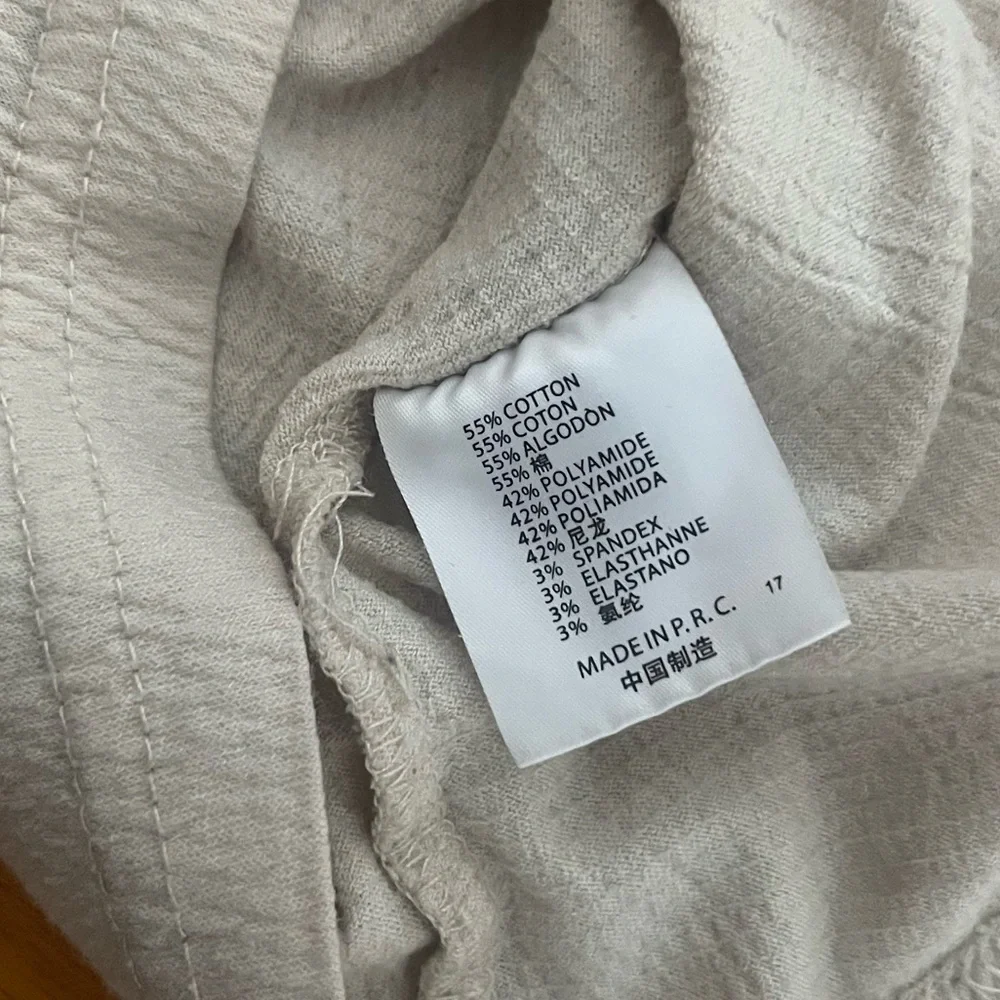 55% COTTON
55% COTON
55% ALGODÒN
55% 棉
42% POLYAMIDE
42% POLYAMIDE
42% POLIAMIDA
42% 尼龙
3% SPANDEX
3% ELASTHANNE
3% ELASTANO
3% 氨纶
MADE IN P. R. C. 17
中国制造